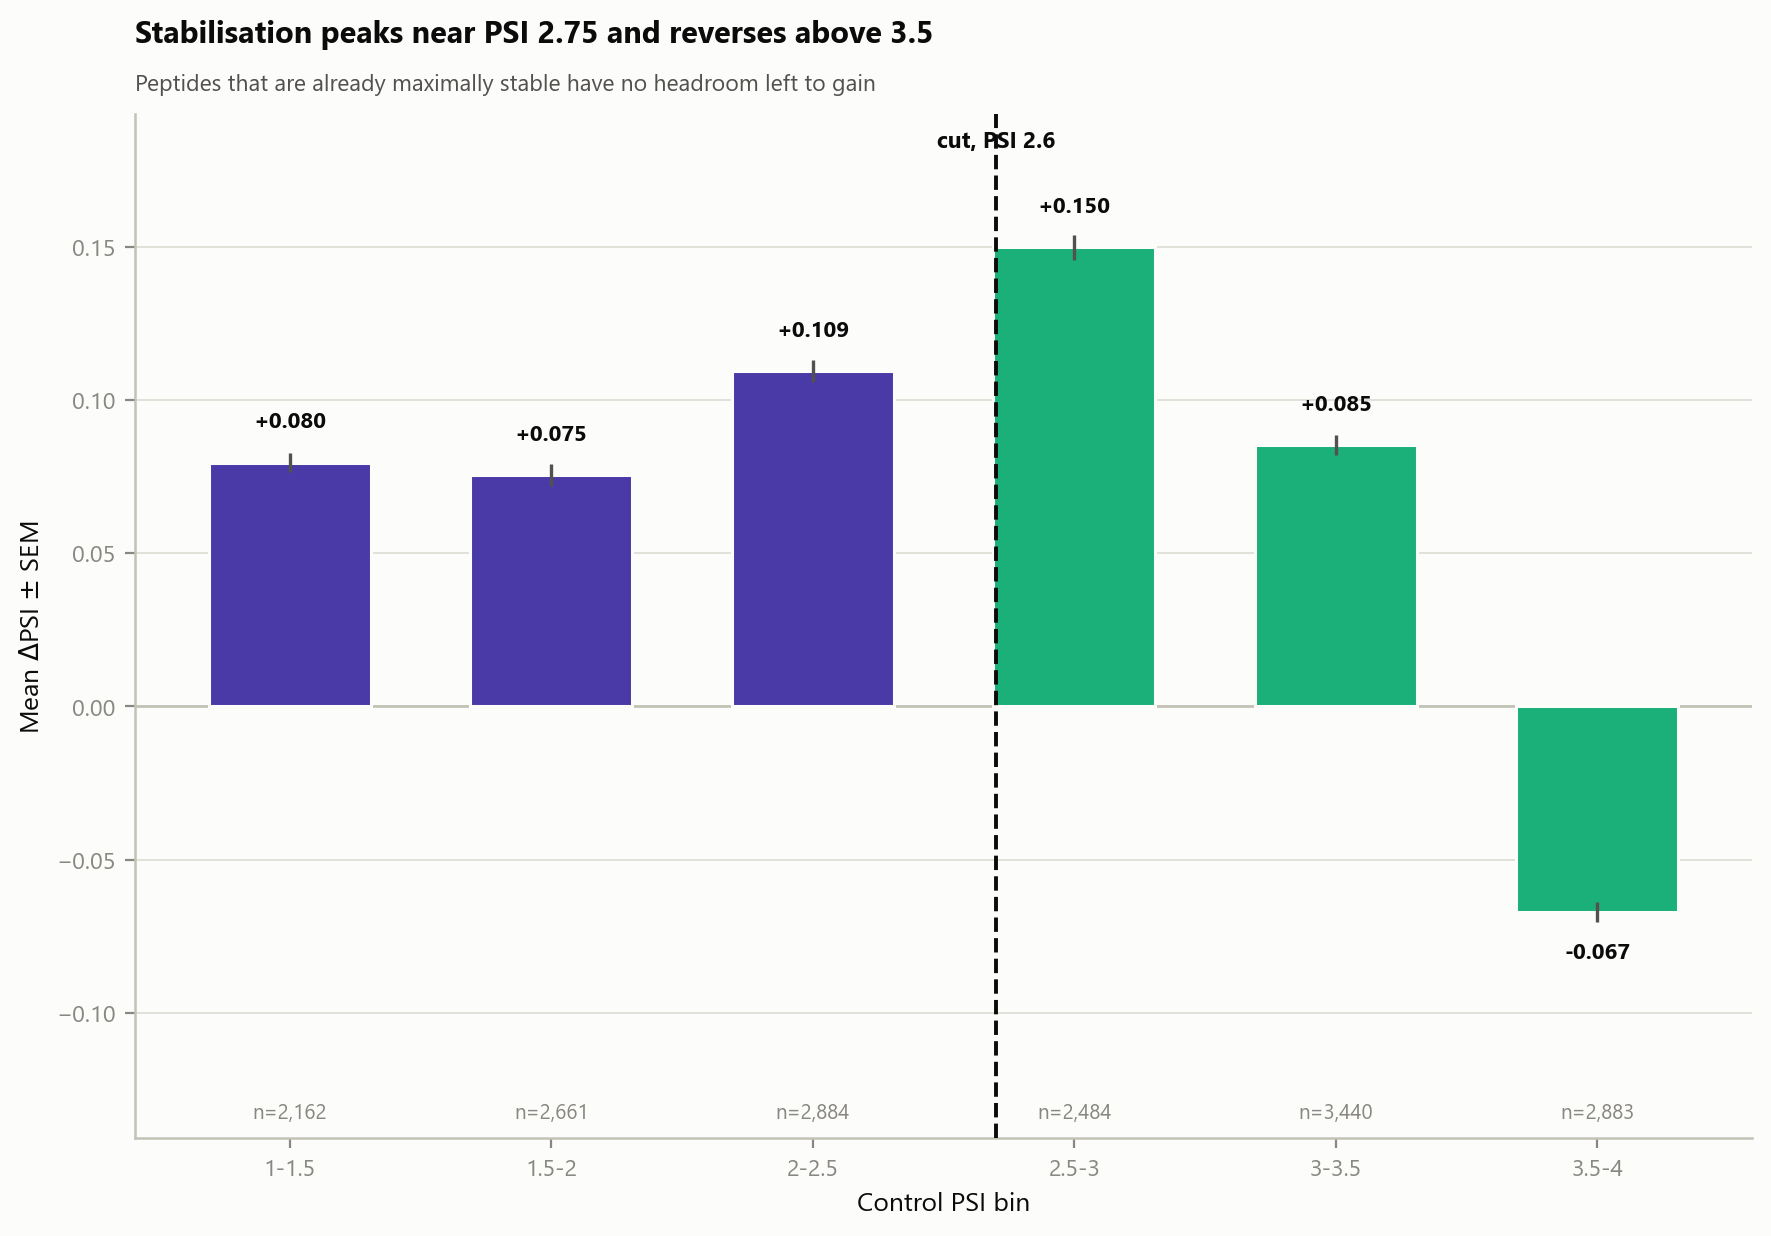 Stabilisation peaks near PSI 2.75 and reverses above 3.5
Peptides that are already maximally stable have no headroom left to gain
cut, PSI 2.6
+0.150
+0.109
+0.085
+0.080
+0.075
-0.067
0.15
0.10
0.05
0.00
−0.05
−0.10
Mean ΔPSI ± SEM
n=2,162
n=2,661
n=2,884
n=2,484
n=3,440
n=2,883
1-1.5
1.5-2
2-2.5
2.5-3
3-3.5
3.5-4
Control PSI bin